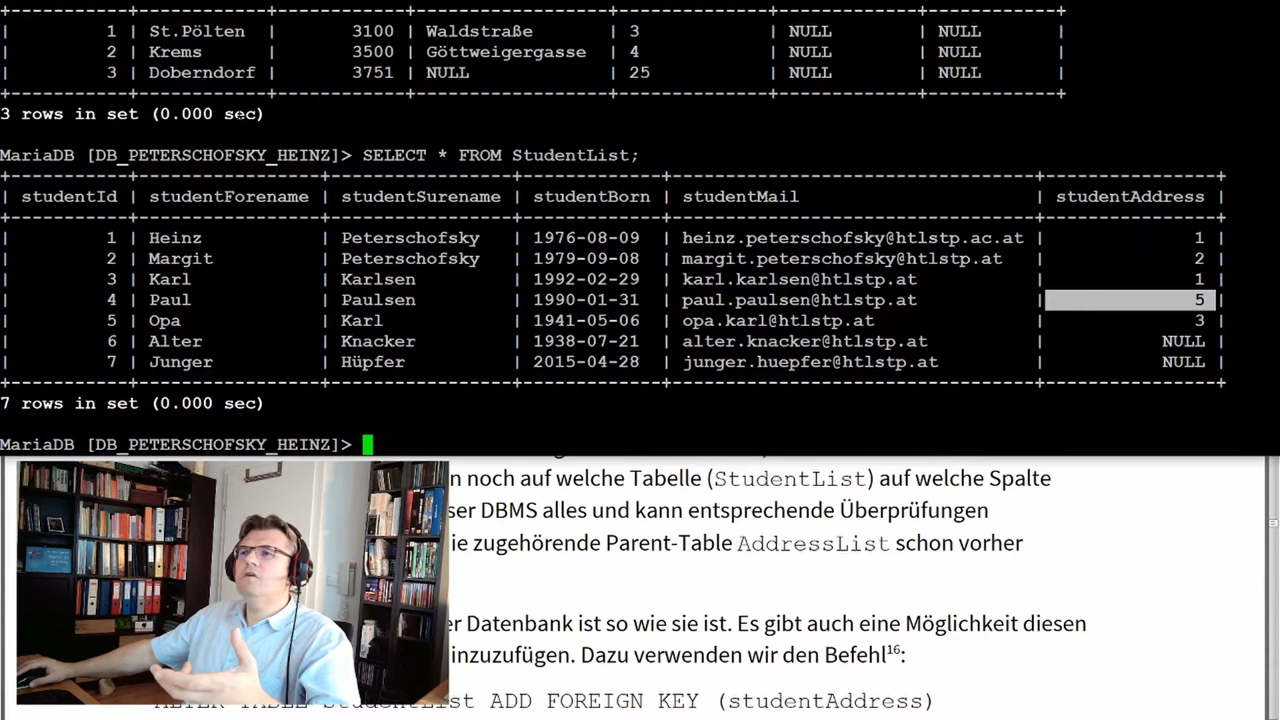 +-----------+-------------+------------+------------------+--------------+-------------+------------+
| 1 | St.Pölten | 3100 | Waldstraße | 3 | NULL | NULL |
| 2 | Krems | 3500 | Göttweigergasse | 4 | NULL | NULL |
| 3 | Doberndorf | 3751 | NULL | 25 | NULL | NULL |
3 rows in set (0.000 sec)
MariaDB [DB_PETERSCHOFSKY_HEINZ]> SELECT * FROM StudentList;
| studentId | studentForename | studentSurename | studentBorn | studentMail | studentAddress |
| 1 | Heinz | Peterschofsky | 1976-08-09 | heinz.peterschofsky@htlstp.ac.at | 1 |
| 2 | Margit | Peterschofsky | 1979-09-08 | margit.peterschofsky@htlstp.at | 2 |
| 3 | Karl | Karlsen | 1992-02-29 | karl.karlsen@htlstp.at | 1 |
| 4 | Paul | Paulsen | 1990-01-31 | paul.paulsen@htlstp.at | 5 |
| 5 | Opa | Karl | 1941-05-06 | opa.karl@htlstp.at | 3 |
| 6 | Alter | Knacker | 1938-07-21 | alter.knacker@htlstp.at | NULL |
| 7 | Junger | Hüpfer | 2015-04-28 | junger.huepfer@htlstp.at | NULL |
7 rows in set (0.000 sec)
MariaDB [DB_PETERSCHOFSKY_HEINZ]>
n noch auf welche Tabelle (StudentList) auf welche Spalte
ser DBMS alles und kann entsprechende Überprüfungen
ie zugehörende Parent-Table AddressList schon vorher
er Datenbank ist so wie sie ist. Es gibt auch eine Möglichkeit diesen
inzuzufügen. Dazu verwenden wir den Befehl¹⁶:
ALTER TABLE StudentList ADD FOREIGN KEY (studentAddress)